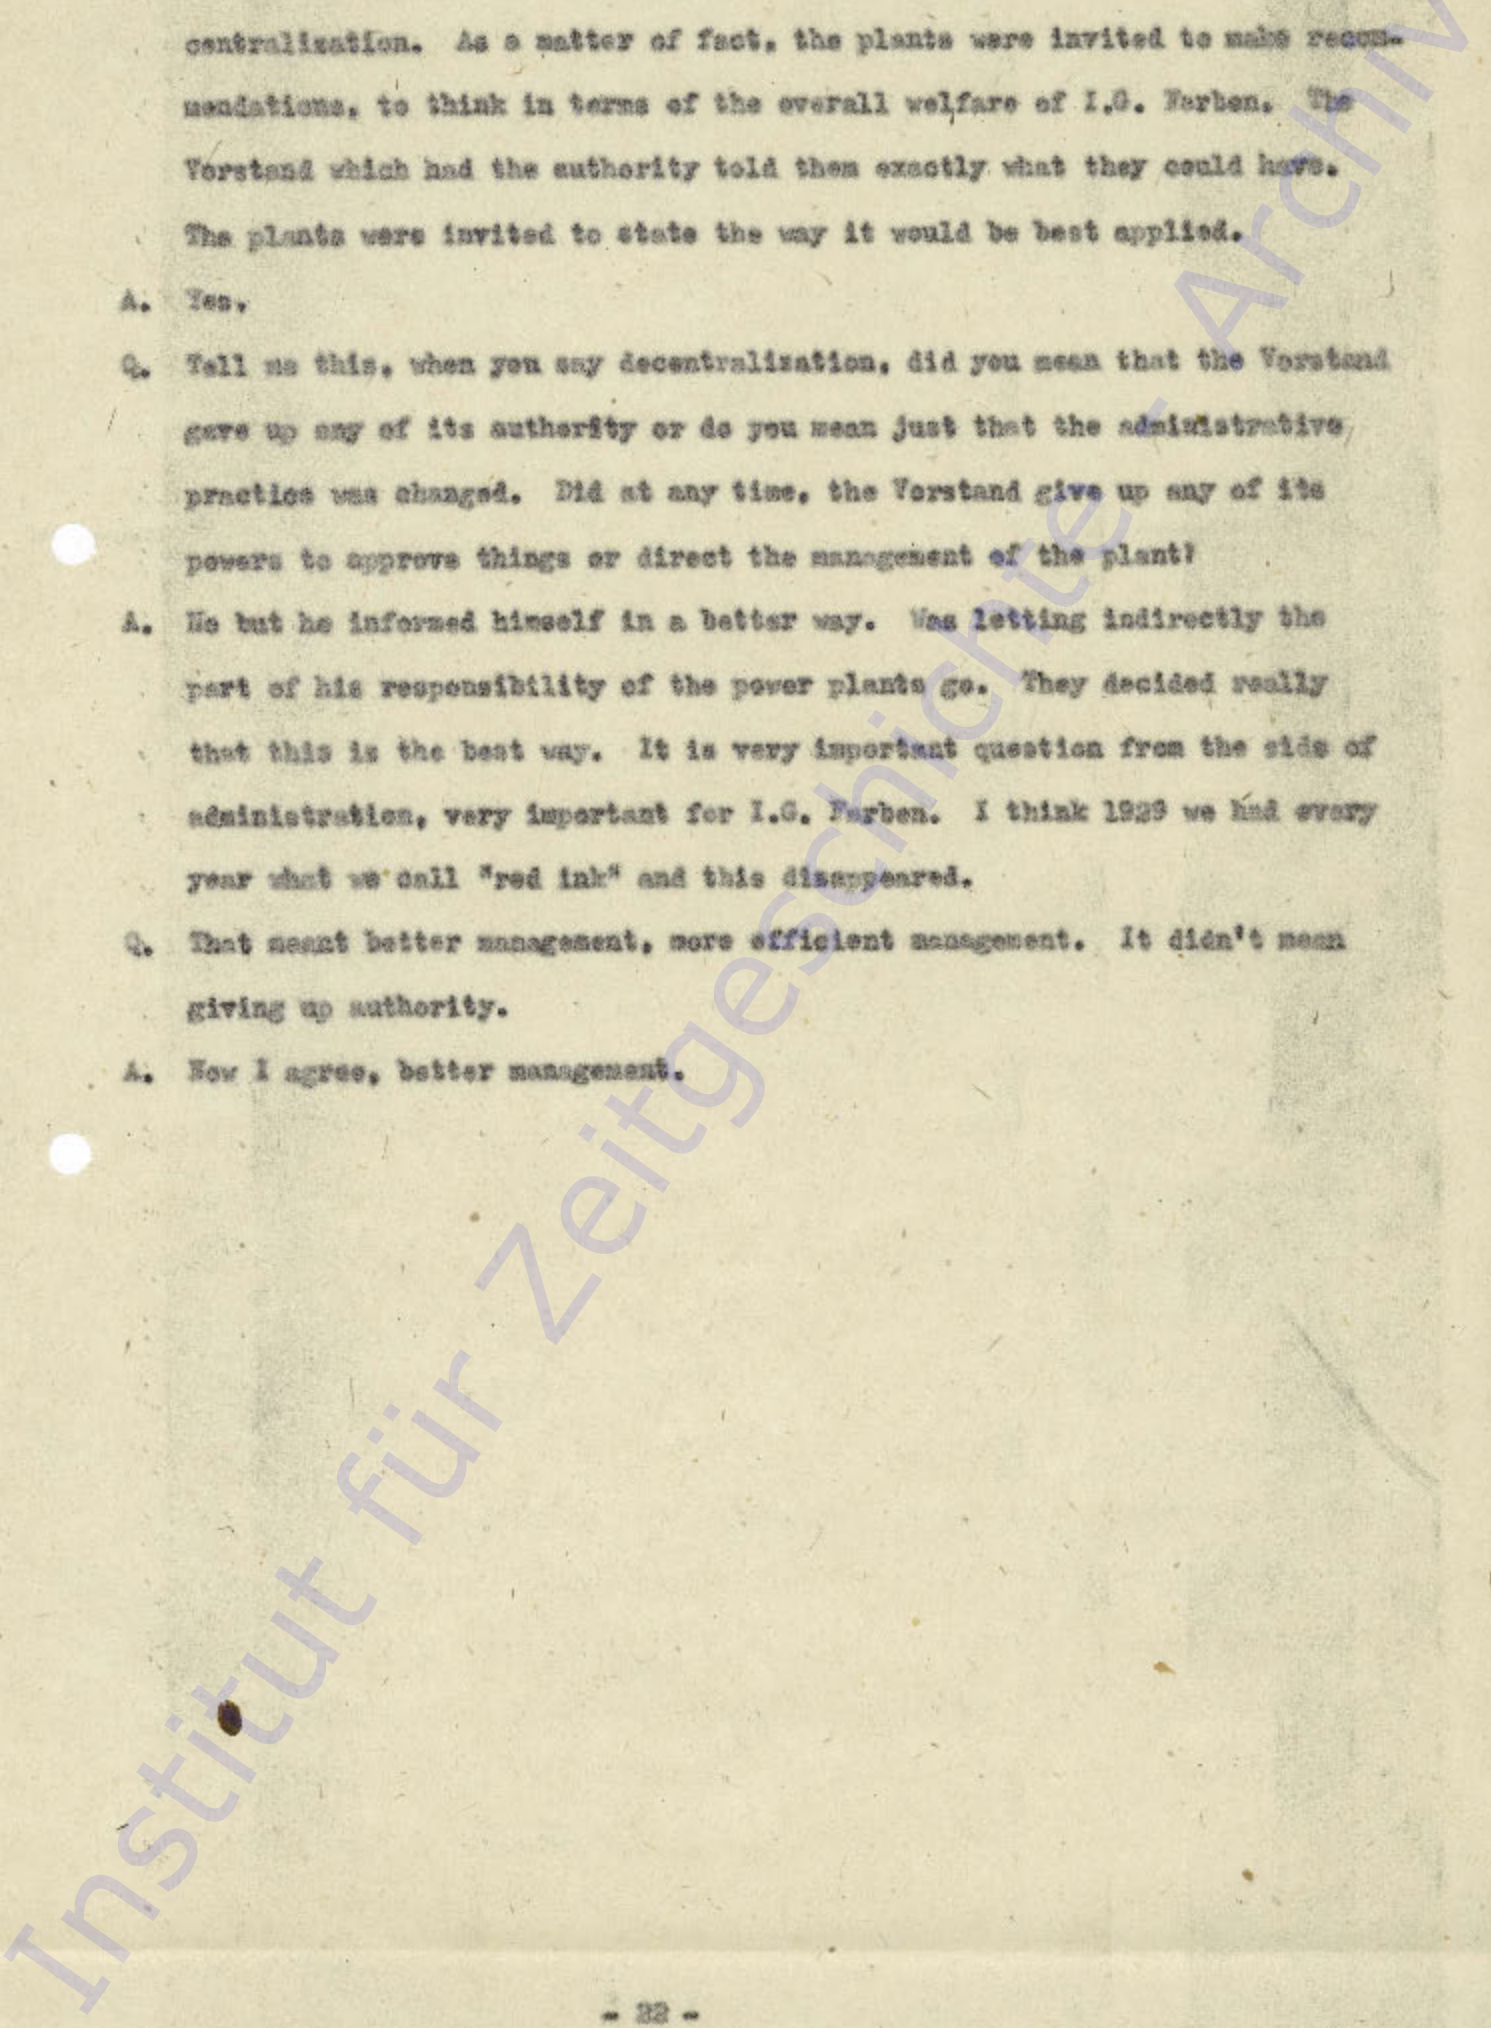 centralization. As a matter of fact, the plants were invited to make recom-
mendations, to think in terms of the overall welfare of I.G. Farben. The
Vorstand which had the authority told them exactly what they could have.
The plants were invited to state the way it would be best applied.
A. Yes.
Q. Tell me this, when you say decentralization, did you mean that the Vorstand
gave up any of its authority or do you mean just that the administrative
practice was changed. Did at any time, the Vorstand give up any of its
powers to approve things or direct the management of the plant?
A. No but he informed himself in a better way. Was letting indirectly the
part of his responsibility of the power plants go. They decided really
that this is the best way. It is very important question from the side of
administration, very important for I.G. Farben. I think 1929 we had every
year what we call "red ink" and this disappeared.
Q. That meant better management, more efficient management. It didn't mean
giving up authority.
A. Now I agree, better management.
- 22 -
Institut für Zeitgeschichte - Archiv